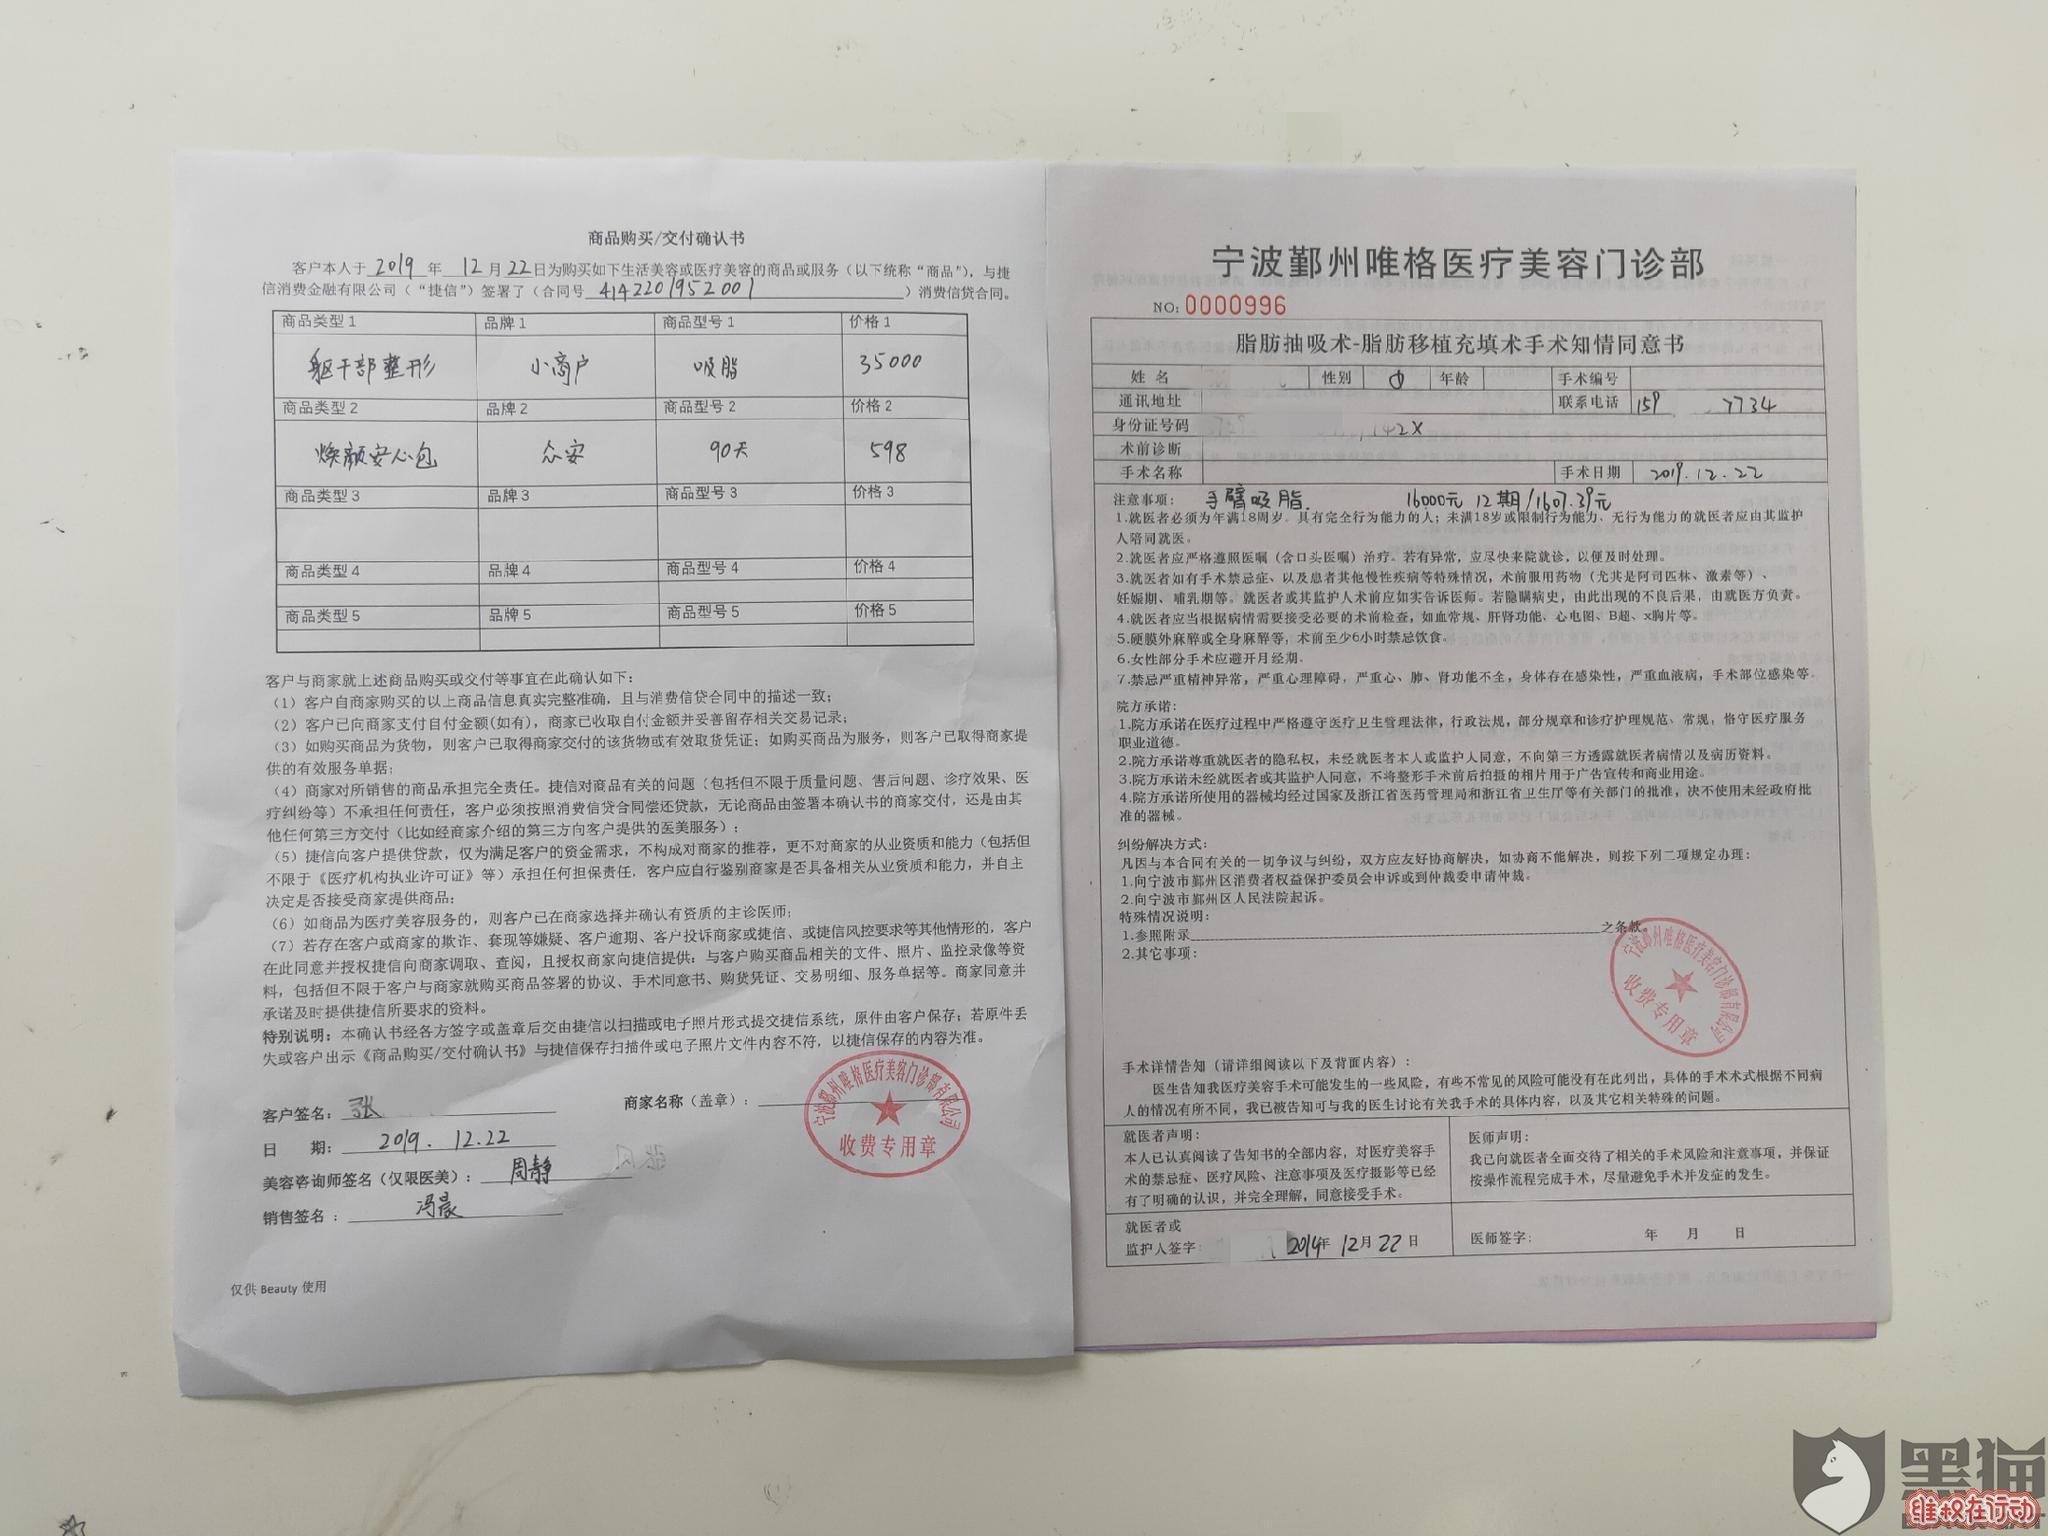 商品购买/交付确认书
客户本人于 2019 年 12 月 22 日为购买如下生活美容或医疗美容的商品或服务（以下统称“商品”），与捷
信消费金融有限公司（“捷信”）签署了（合同号 4142201952001 ）消费信贷合同。
商品类型1 品牌1 商品型号1 价格1
躯干部整形 小商户 吸脂 35000
商品类型2 品牌2 商品型号2 价格2
焕颜安心包 众安 90天 598
商品类型3 品牌3 商品型号3 价格3
商品类型4 品牌4 商品型号4 价格4
商品类型5 品牌5 商品型号5 价格5
客户与商家就上述商品购买或交付等事宜在此确认如下：
（1）客户自商家购买的以上商品信息真实完整准确，且与消费信贷合同中的描述一致；
（2）客户已向商家支付自付金额(如有)，商家已收取自付金额并妥善留存相关交易记录；
（3）如购买商品为货物，则客户已取得商家交付的该货物或有效取货凭证；如购买商品为服务，则客户已取得商家提
供的有效服务单据；
（4）商家对所销售的商品承担完全责任。捷信对商品有关的问题（包括但不限于质量问题、售后问题、诊疗效果、医
疗纠纷等）不承担任何责任，客户必须按照消费信贷合同偿还贷款，无论商品由签署本确认书的商家交付，还是由其
他任何第三方交付（比如经商家介绍的第三方向客户提供的医美服务）；
（5）捷信向客户提供贷款，仅为满足客户的资金需求，不构成对商家的推荐，更不对商家的从业资质和能力（包括但
不限于《医疗机构执业许可证》等）承担任何担保责任，客户应自行鉴别商家是否具备相关从业资质和能力，并自主
决定是否接受商家提供商品；
（6）如商品为医疗美容服务的，则客户已在商家选择并确认有资质的主诊医师；
（7）若存在客户或商家的欺诈、套现等嫌疑、客户逾期、客户投诉商家或捷信、或捷信风控要求等其他情形的，客户
在此同意并授权捷信向商家调取、查阅，且授权商家向捷信提供：与客户购买商品相关的文件、照片、监控录像等资
料，包括但不限于客户与商家就购买商品签署的协议、手术同意书、购货凭证、交易明细、服务单据等。商家同意并
承诺及时提供捷信所要求的资料。
特别说明：本确认书经各方签字或盖章后交由捷信以扫描或电子照片形式提交捷信系统，原件由客户保存；若原件丢
失或客户出示《商品购买/交付确认书》与捷信保存扫描件或电子照片文件内容不符，以捷信保存的内容为准。
客户签名：张
商家名称（盖章）：
宁波鄞州唯格医疗美容门诊部有限公司
收费专用章
日 期：2019.12.22
美容咨询师签名（仅限医美）：周静
销售签名：冯晨
仅供 Beauty 使用
宁波鄞州唯格医疗美容门诊部
NO: 0000996
脂肪抽吸术-脂肪移植充填术手术知情同意书
姓名 性别 年龄 手术编号
通讯地址 联系电话 159 7734
身份证号码 142X
术前诊断
手术名称 手术日期 2019.12.22
注意事项： 手臂吸脂. 16000元 12期/1607.39元
1.就医者必须为年满18周岁。具有完全行为能力的人；未满18岁或限制行为能力、无行为能力的就医者应由其监护
人陪同就医。
2.就医者应严格遵照医嘱（含口头医嘱）治疗。若有异常，应尽快来院就诊，以便及时处理。
3.就医者如有手术禁忌症、以及患者其他慢性疾病等特殊情况，术前服用药物（尤其是阿司匹林、激素等）、
妊娠期、哺乳期等。就医者或其监护人术前应如实告诉医师。若隐瞒病史，由此出现的不良后果，由就医方负责。
4.就医者应当根据病情需要接受必要的术前检查，如血常规、肝肾功能、心电图、B超、x胸片等。
5.硬膜外麻醉或全身麻醉等，术前至少6小时禁忌饮食。
6.女性部分手术应避开月经期。
7.禁忌严重精神异常，严重心理障碍，严重心、肺、肾功能不全，身体存在感染性，严重血液病，手术部位感染等。
院方承诺：
1.院方承诺在医疗过程中严格遵守医疗卫生管理法律，行政法规，部分规章和诊疗护理规范、常规，恪守医疗服务
职业道德。
2.院方承诺尊重就医者的隐私权，未经就医者本人或监护人同意，不向第三方透露就医者病情以及病历资料。
3.院方承诺未经就医者或其监护人同意，不将整形手术前后拍摄的相片用于广告宣传和商业用途。
4.院方承诺所使用的器械均经过国家及浙江省医药管理局和浙江省卫生厅等有关部门的批准，决不使用未经政府批
准的器械。
纠纷解决方式：
凡因与本合同有关的一切争议与纠纷，双方应友好协商解决，如协商不能解决，则按下列二项规定办理：
1.向宁波市鄞州区消费者权益保护委员会申诉或到仲裁委申请仲裁。
2.向宁波市鄞州区人民法院起诉。
特殊情况说明：
1.参照附录 之条款。
2.其它事项：
宁波鄞州唯格医疗美容门诊部有限公司
收费专用章
手术详情告知（请详细阅读以下及背面内容）：
医生告知我医疗美容手术可能发生的一些风险，有些不常见的风险可能没有在此列出，具体的手术术式根据不同病
人的情况有所不同，我已被告知可与我的医生讨论有关我手术的具体内容，以及其它相关特殊的问题。
就医者声明：
本人已认真阅读了告知书的全部内容，对医疗美容手
术的禁忌症、医疗风险、注意事项及医疗摄影等已经
有了明确的认识，并完全理解，同意接受手术。
医师声明：
我已向就医者全面交待了相关的手术风险和注意事项，并保证
按操作流程完成手术，尽量避免手术并发症的发生。
就医者或
监护人签字： 2019年 12月 22日
医师签字： 年 月 日
黑猫
维权在行动